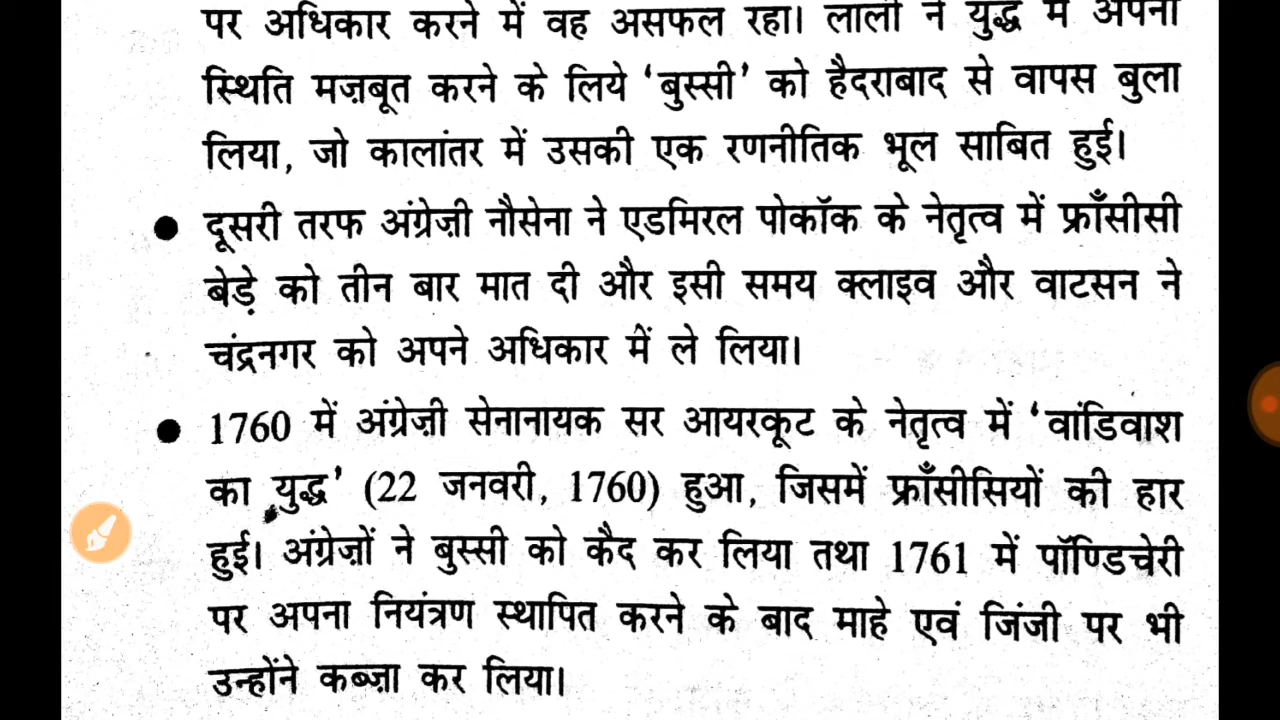 पर अधिकार करने में वह असफल रहा। लाली ने युद्ध में अपनी
स्थिति मज़बूत करने के लिये ‘बुस्सी’ को हैदराबाद से वापस बुला
लिया, जो कालांतर में उसकी एक रणनीतिक भूल साबित हुई।
● दूसरी तरफ अंग्रेज़ी नौसेना ने एडमिरल पोकॉक के नेतृत्व में फ्राँसीसी
बेड़े को तीन बार मात दी और इसी समय क्लाइव और वाटसन ने
चंद्रनगर को अपने अधिकार में ले लिया।
● 1760 में अंग्रेज़ी सेनानायक सर आयरकूट के नेतृत्व में ‘वांडिवाश
का युद्ध’ (22 जनवरी, 1760) हुआ, जिसमें फ्राँसीसियों की हार
हुई। अंग्रेज़ों ने बुस्सी को कैद कर लिया तथा 1761 में पॉण्डिचेरी
पर अपना नियंत्रण स्थापित करने के बाद माहे एवं जिंजी पर भी
उन्होंने कब्ज़ा कर लिया।